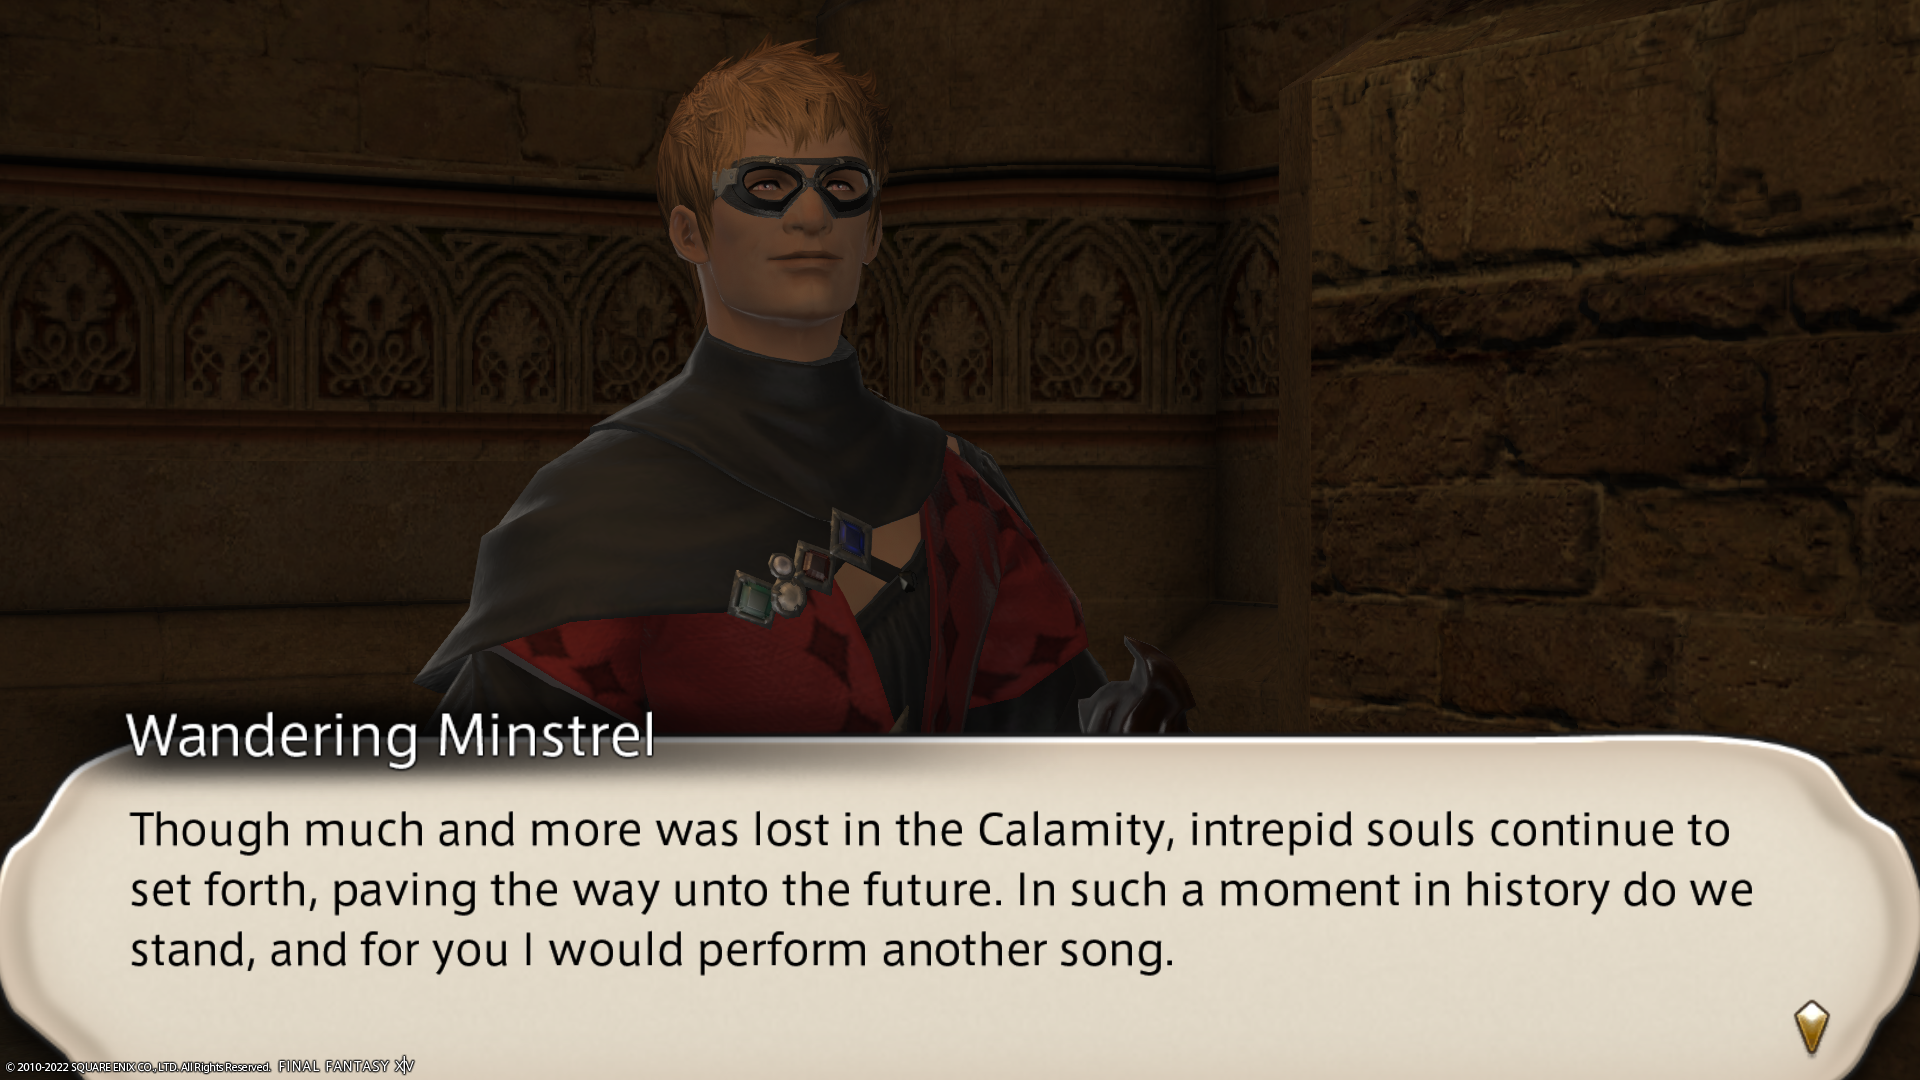 Wandering Minstrel
Though much and more was lost in the Calamity, intrepid souls continue to
set forth, paving the way unto the future. In such a moment in history do we
stand, and for you I would perform another song.
© 2010-2022 SQUARE ENIX CO., LTD. All Rights Reserved. FINAL FANTASY XIV